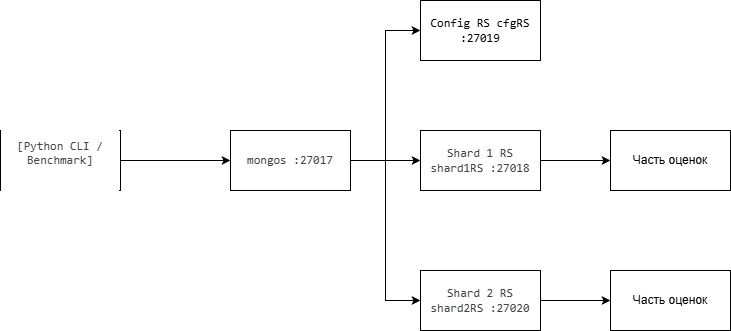 Config RS cfgRS
:27019
[Python CLI /
Benchmark]
mongos :27017
Shard 1 RS
shard1RS :27018
Часть оценок
Shard 2 RS
shard2RS :27020
Часть оценок